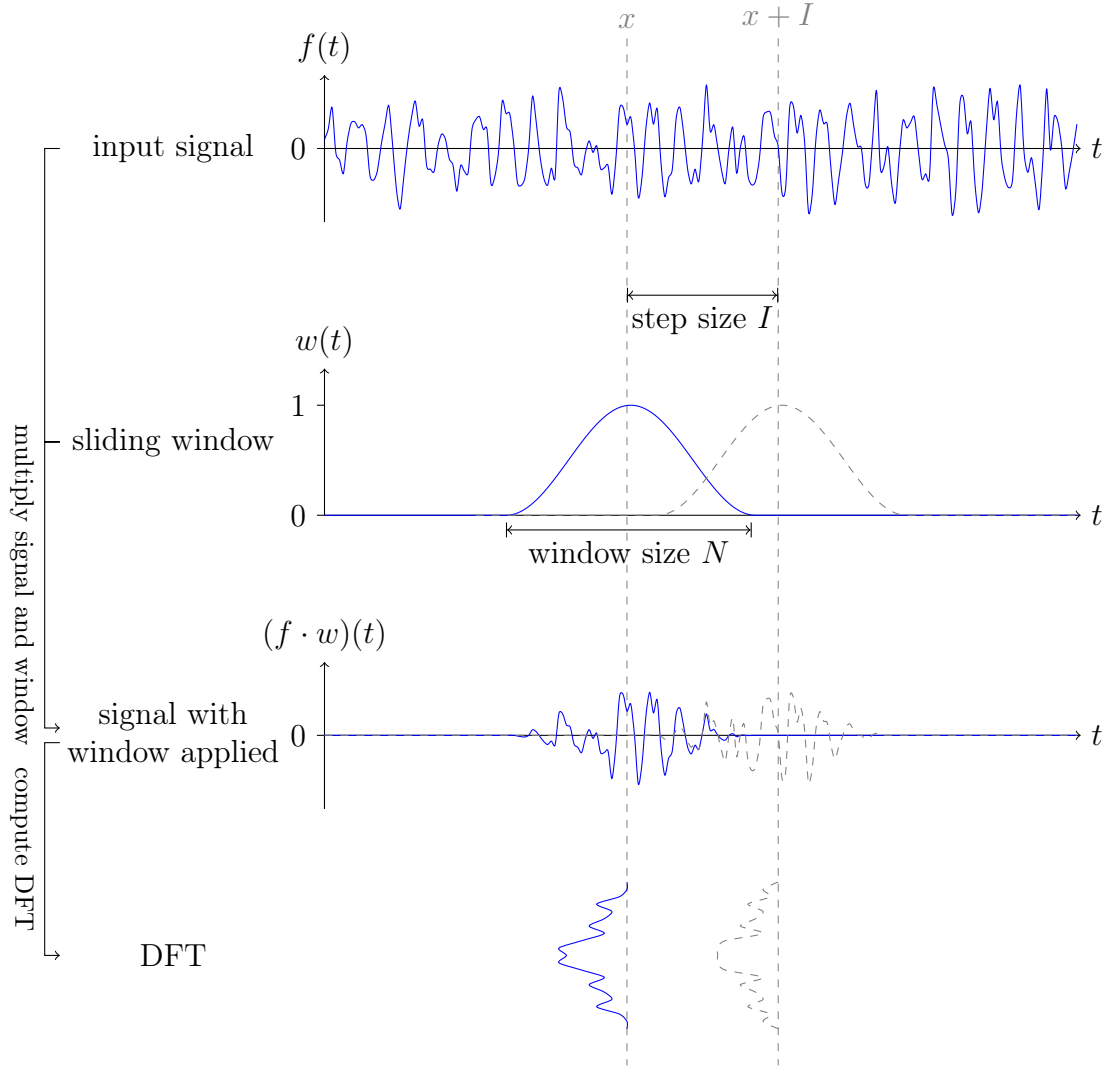 x
x + I
f(t)
input signal
0
t
step size I
w(t)
1
sliding window
0
t
window size N
multiply signal and window
(f · w)(t)
signal with
window applied
0
t
compute DFT
DFT